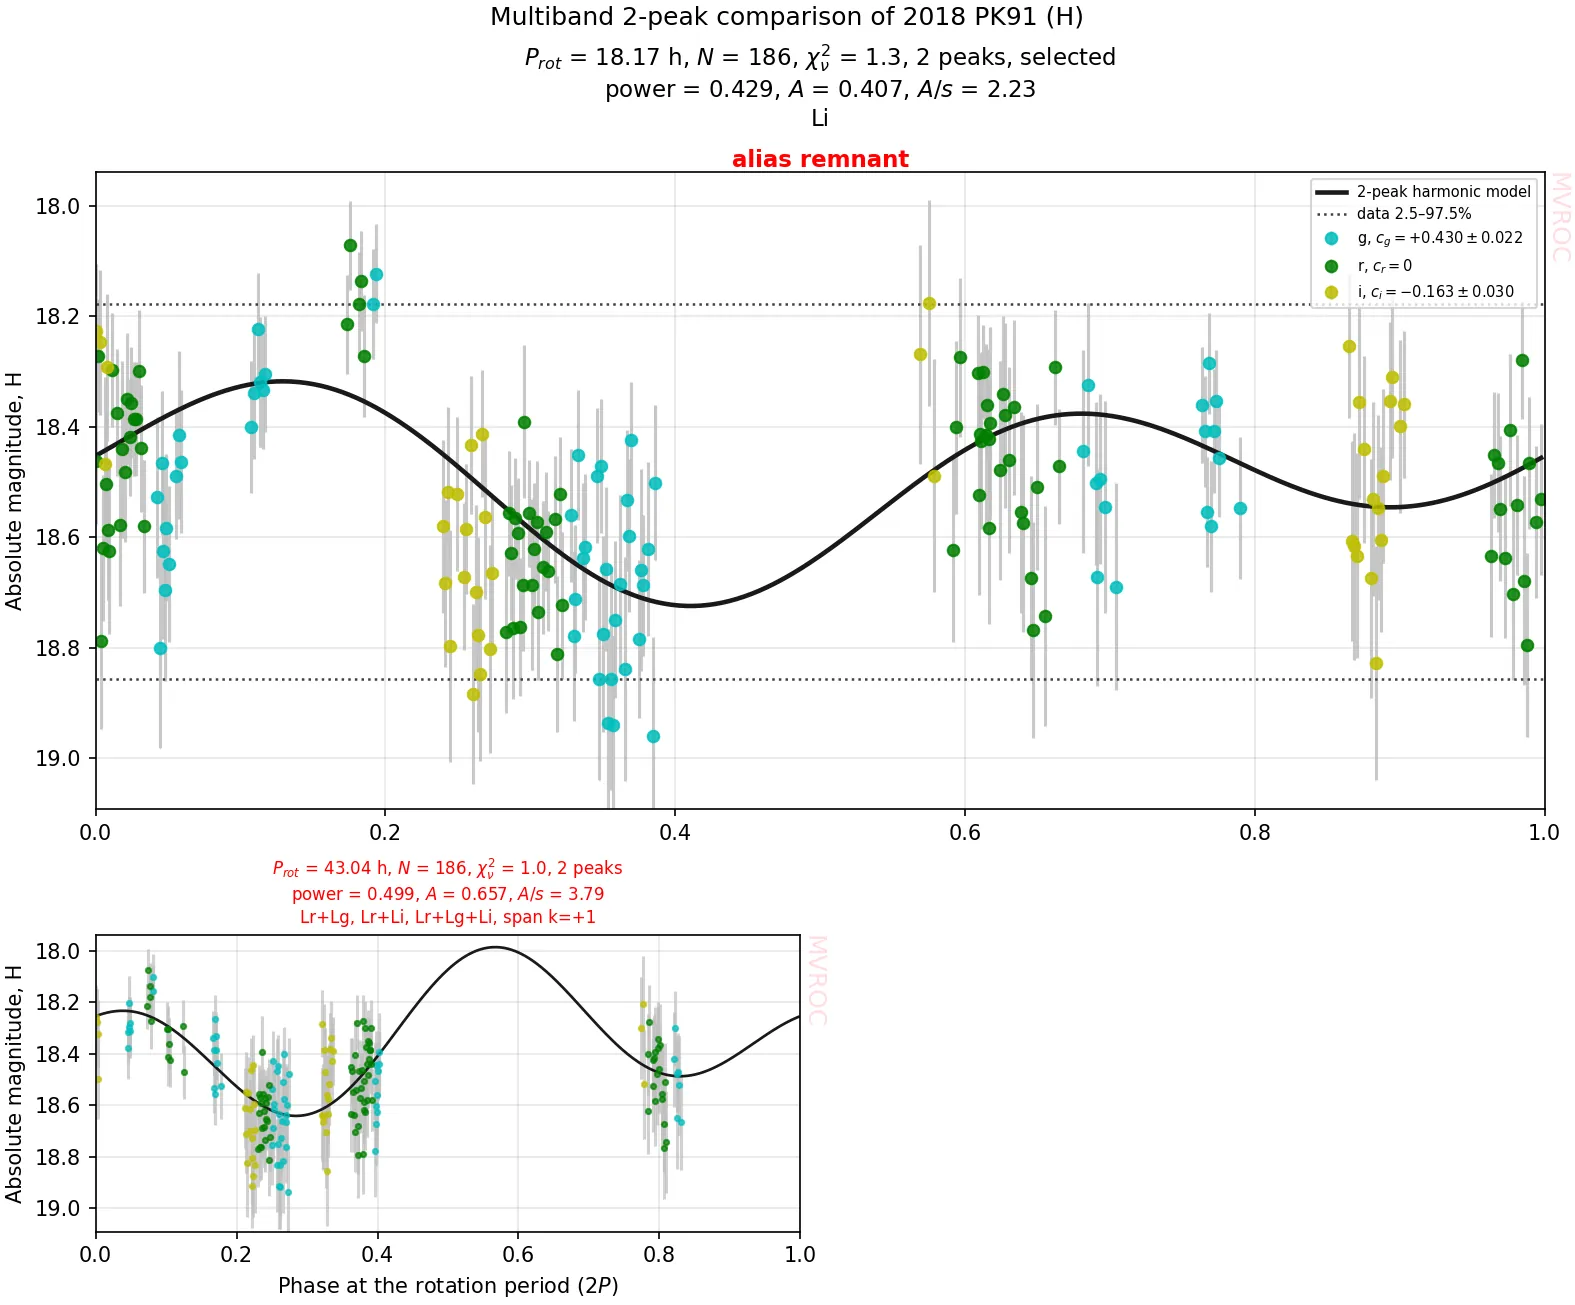 Multiband 2-peak comparison of 2018 PK91 (H)
P_rot = 18.17 h, N = 186, χ²_ν = 1.3, 2 peaks, selected
power = 0.429, A = 0.407, A/s = 2.23
Li
alias remnant
Absolute magnitude, H
18.0
18.2
18.4
18.6
18.8
19.0
2-peak harmonic model
data 2.5–97.5%
g, c_g = +0.430 ± 0.022
r, c_r = 0
i, c_i = −0.163 ± 0.030
MVROC
0.0 0.2 0.4 0.6 0.8 1.0
P_rot = 43.04 h, N = 186, χ²_ν = 1.0, 2 peaks
power = 0.499, A = 0.657, A/s = 3.79
Lr+Lg, Lr+Li, Lr+Lg+Li, span k=+1
Absolute magnitude, H
18.0
18.2
18.4
18.6
18.8
19.0
MVROC
0.0 0.2 0.4 0.6 0.8 1.0
Phase at the rotation period (2P)